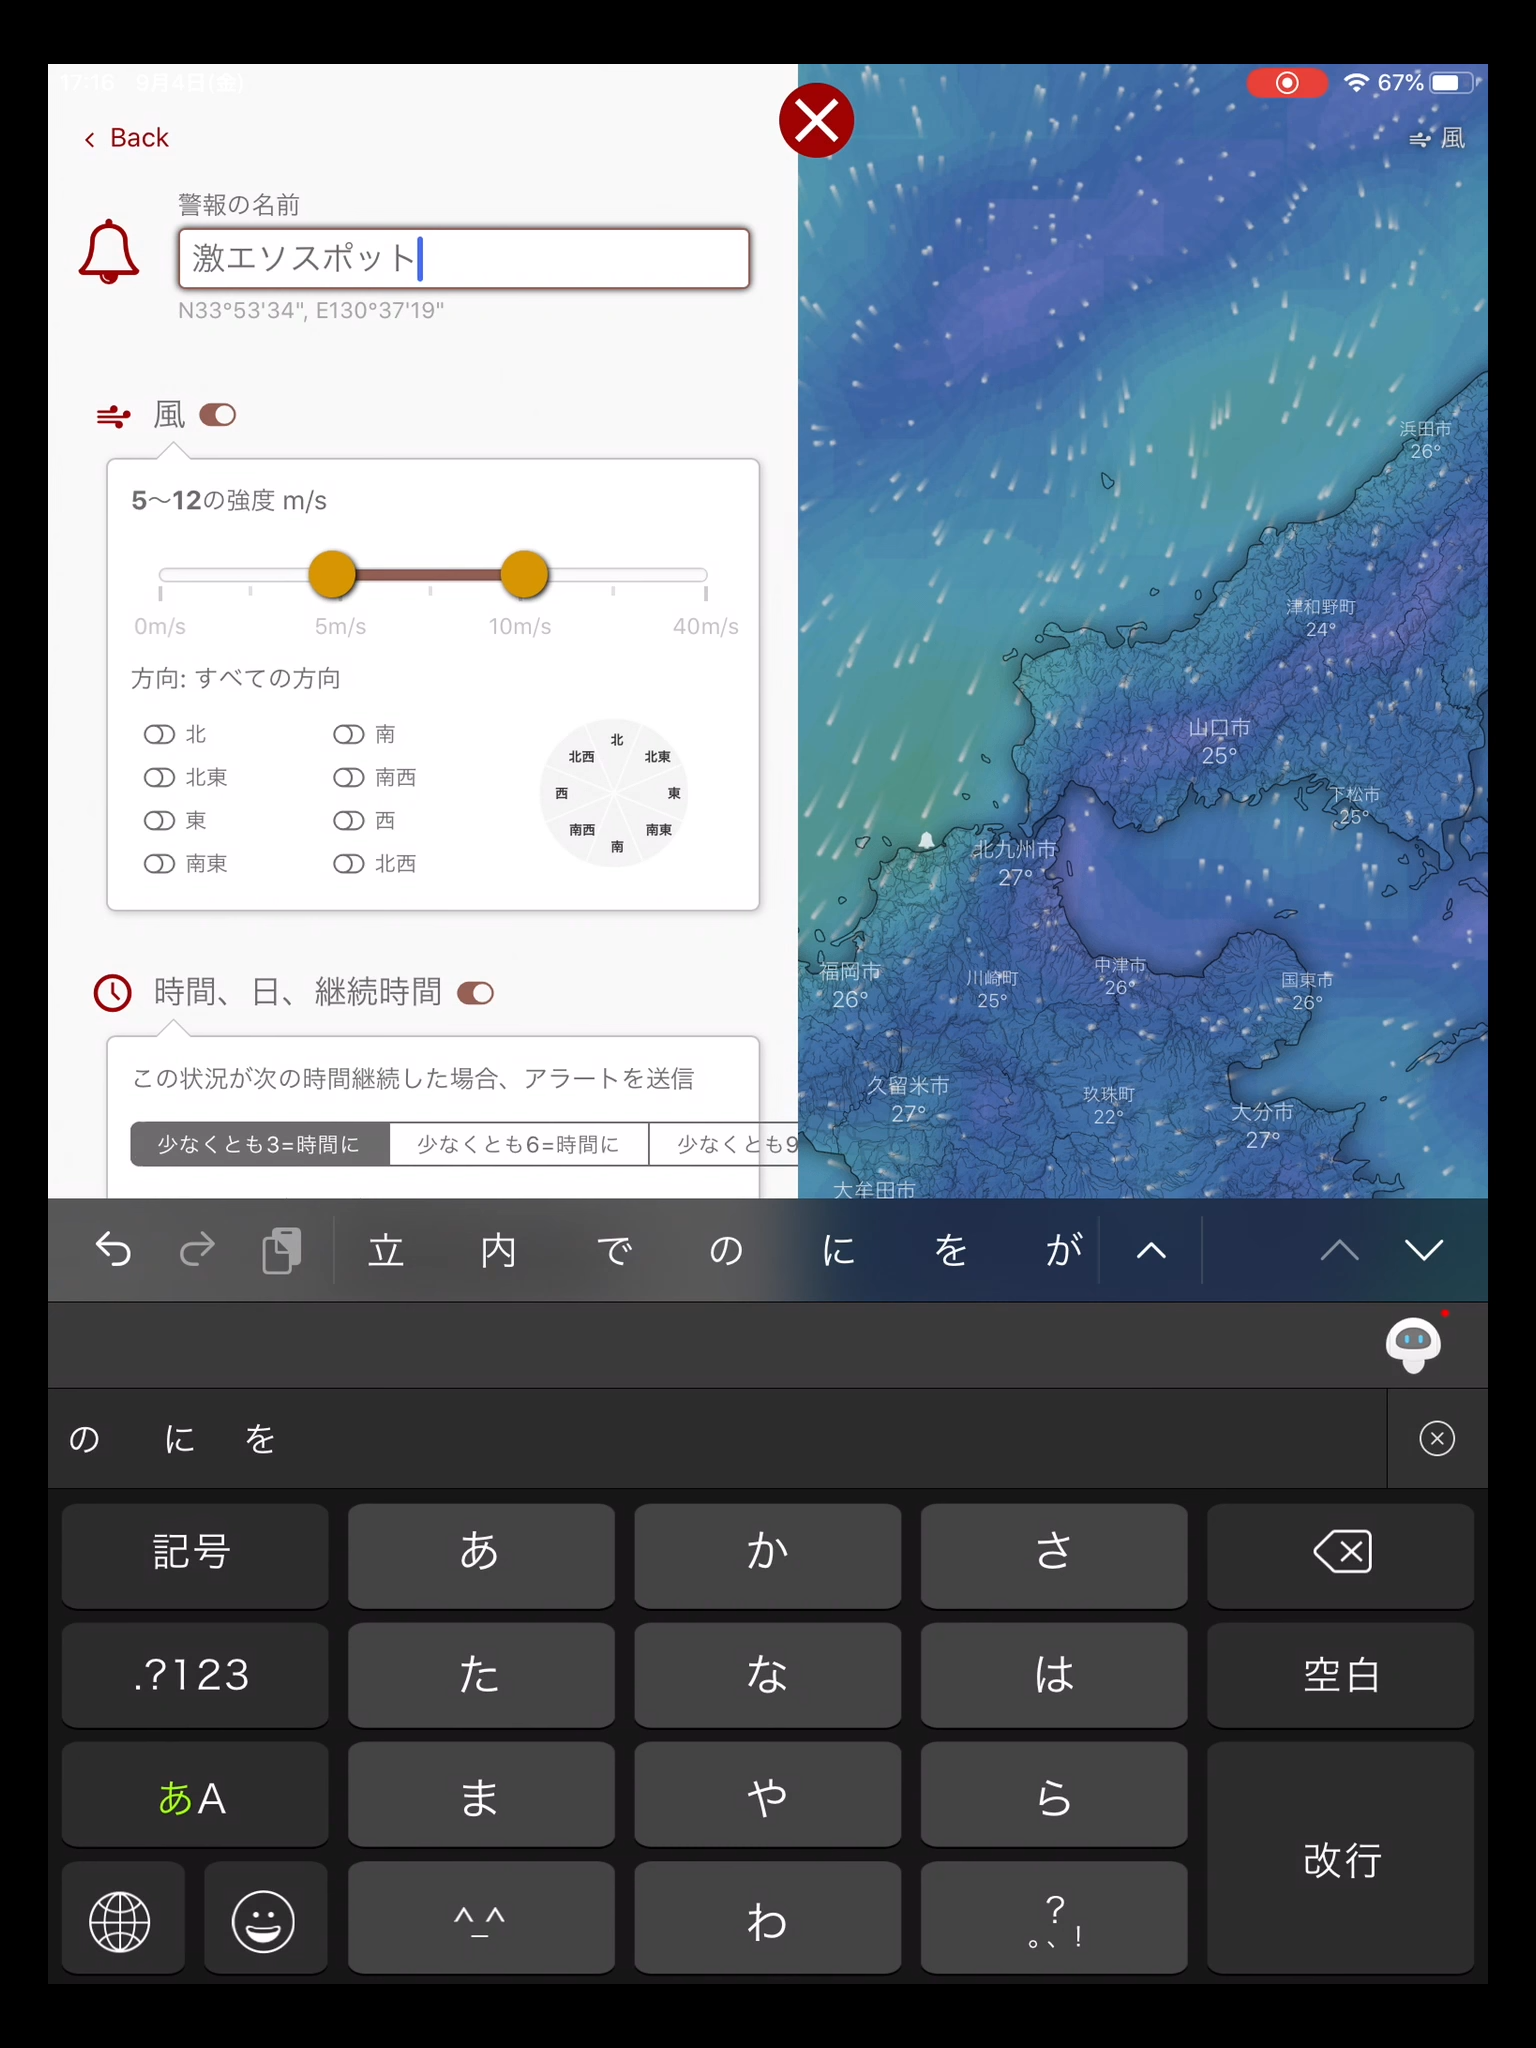 17:16 9月4日(金)
67%
Back
風
警報の名前
激エソスポット
N33°53'34", E130°37'19"
風
5〜12の強度 m/s
0m/s 5m/s 10m/s 40m/s
方向: すべての方向
北 南
北東 南西
東 西
南東 北西
北
北西 北東
西 東
南西 南東
南
時間、日、継続時間
この状況が次の時間継続した場合、アラートを送信
少なくとも3=時間に 少なくとも6=時間に 少なくとも9
浜田市
26°
津和野町
24°
山口市
25°
下松市
25°
北九州市
27°
福岡市
26°
川崎町
25°
中津市
26°
国東市
26°
久留米市
27°
玖珠町
22°
大分市
27°
大牟田市
立 内 で の に を が
の に を
記号 あ か さ
.?123 た な は 空白
あA ま や ら
改行
^_^ わ ?
。、!